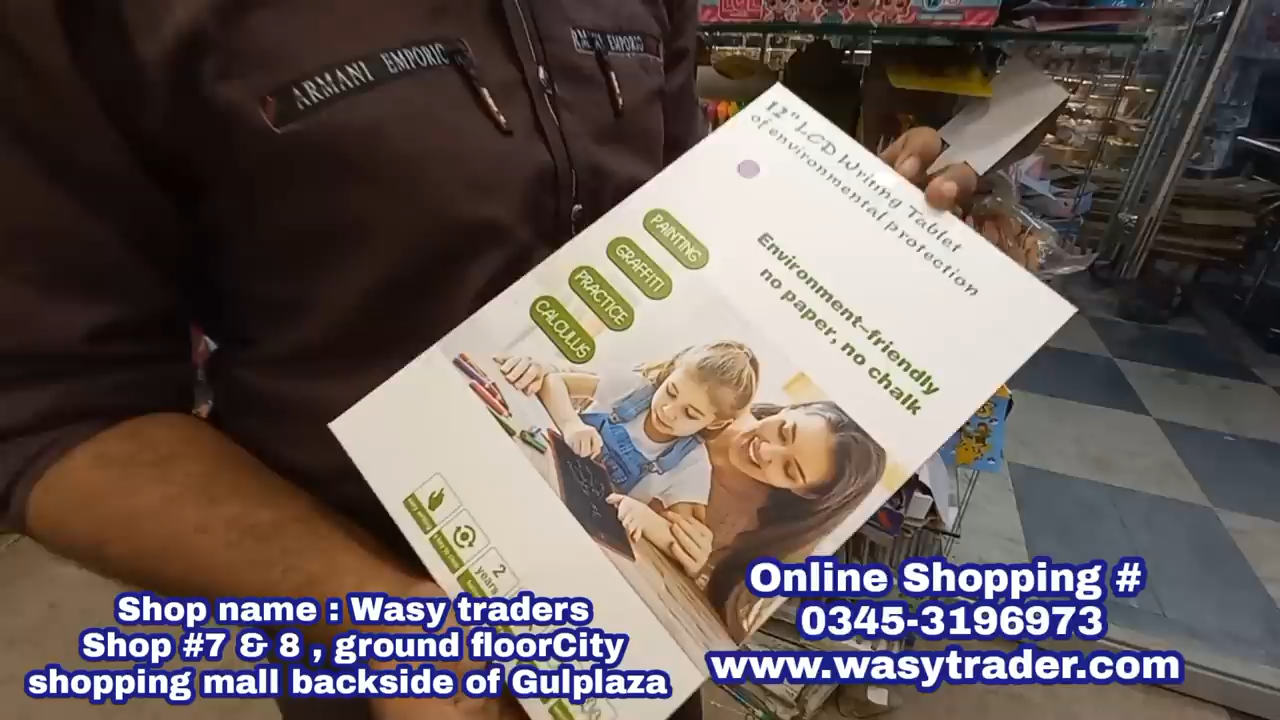 ARMANI EMPORIO
EMPORIO
12" LCD Writing Tablet
of environmental protection
Environment-friendly
no paper, no chalk
PAINTING
GRAFFITI
PRACTICE
CALCULUS
2
years
Shop name : Wasy traders
Shop #7 & 8 , ground floorCity
shopping mall backside of Gulplaza
Online Shopping #
0345-3196973
www.wasytrader.com